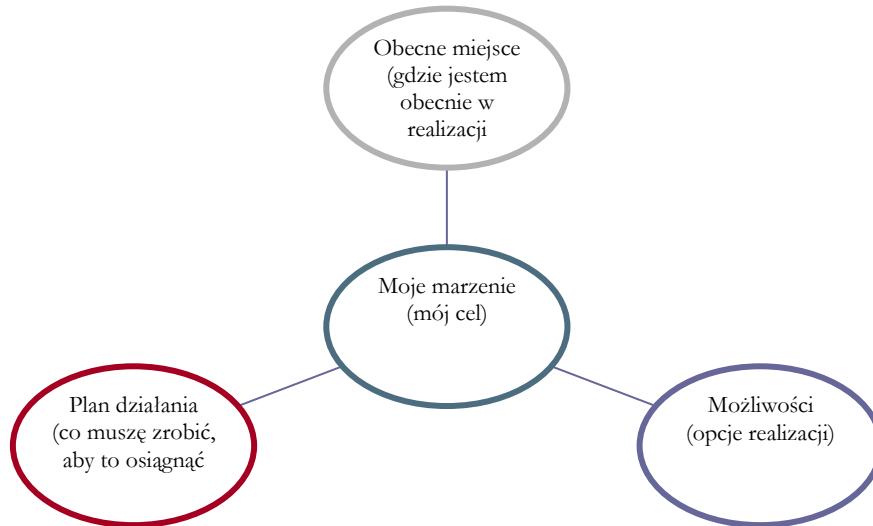 Obecne miejsce
(gdzie jestem
obecnie w
realizacji
Moje marzenie
(mój cel)
Plan działania
(co muszę zrobić,
aby to osiągnąć
Możliwości
(opcje realizacji)